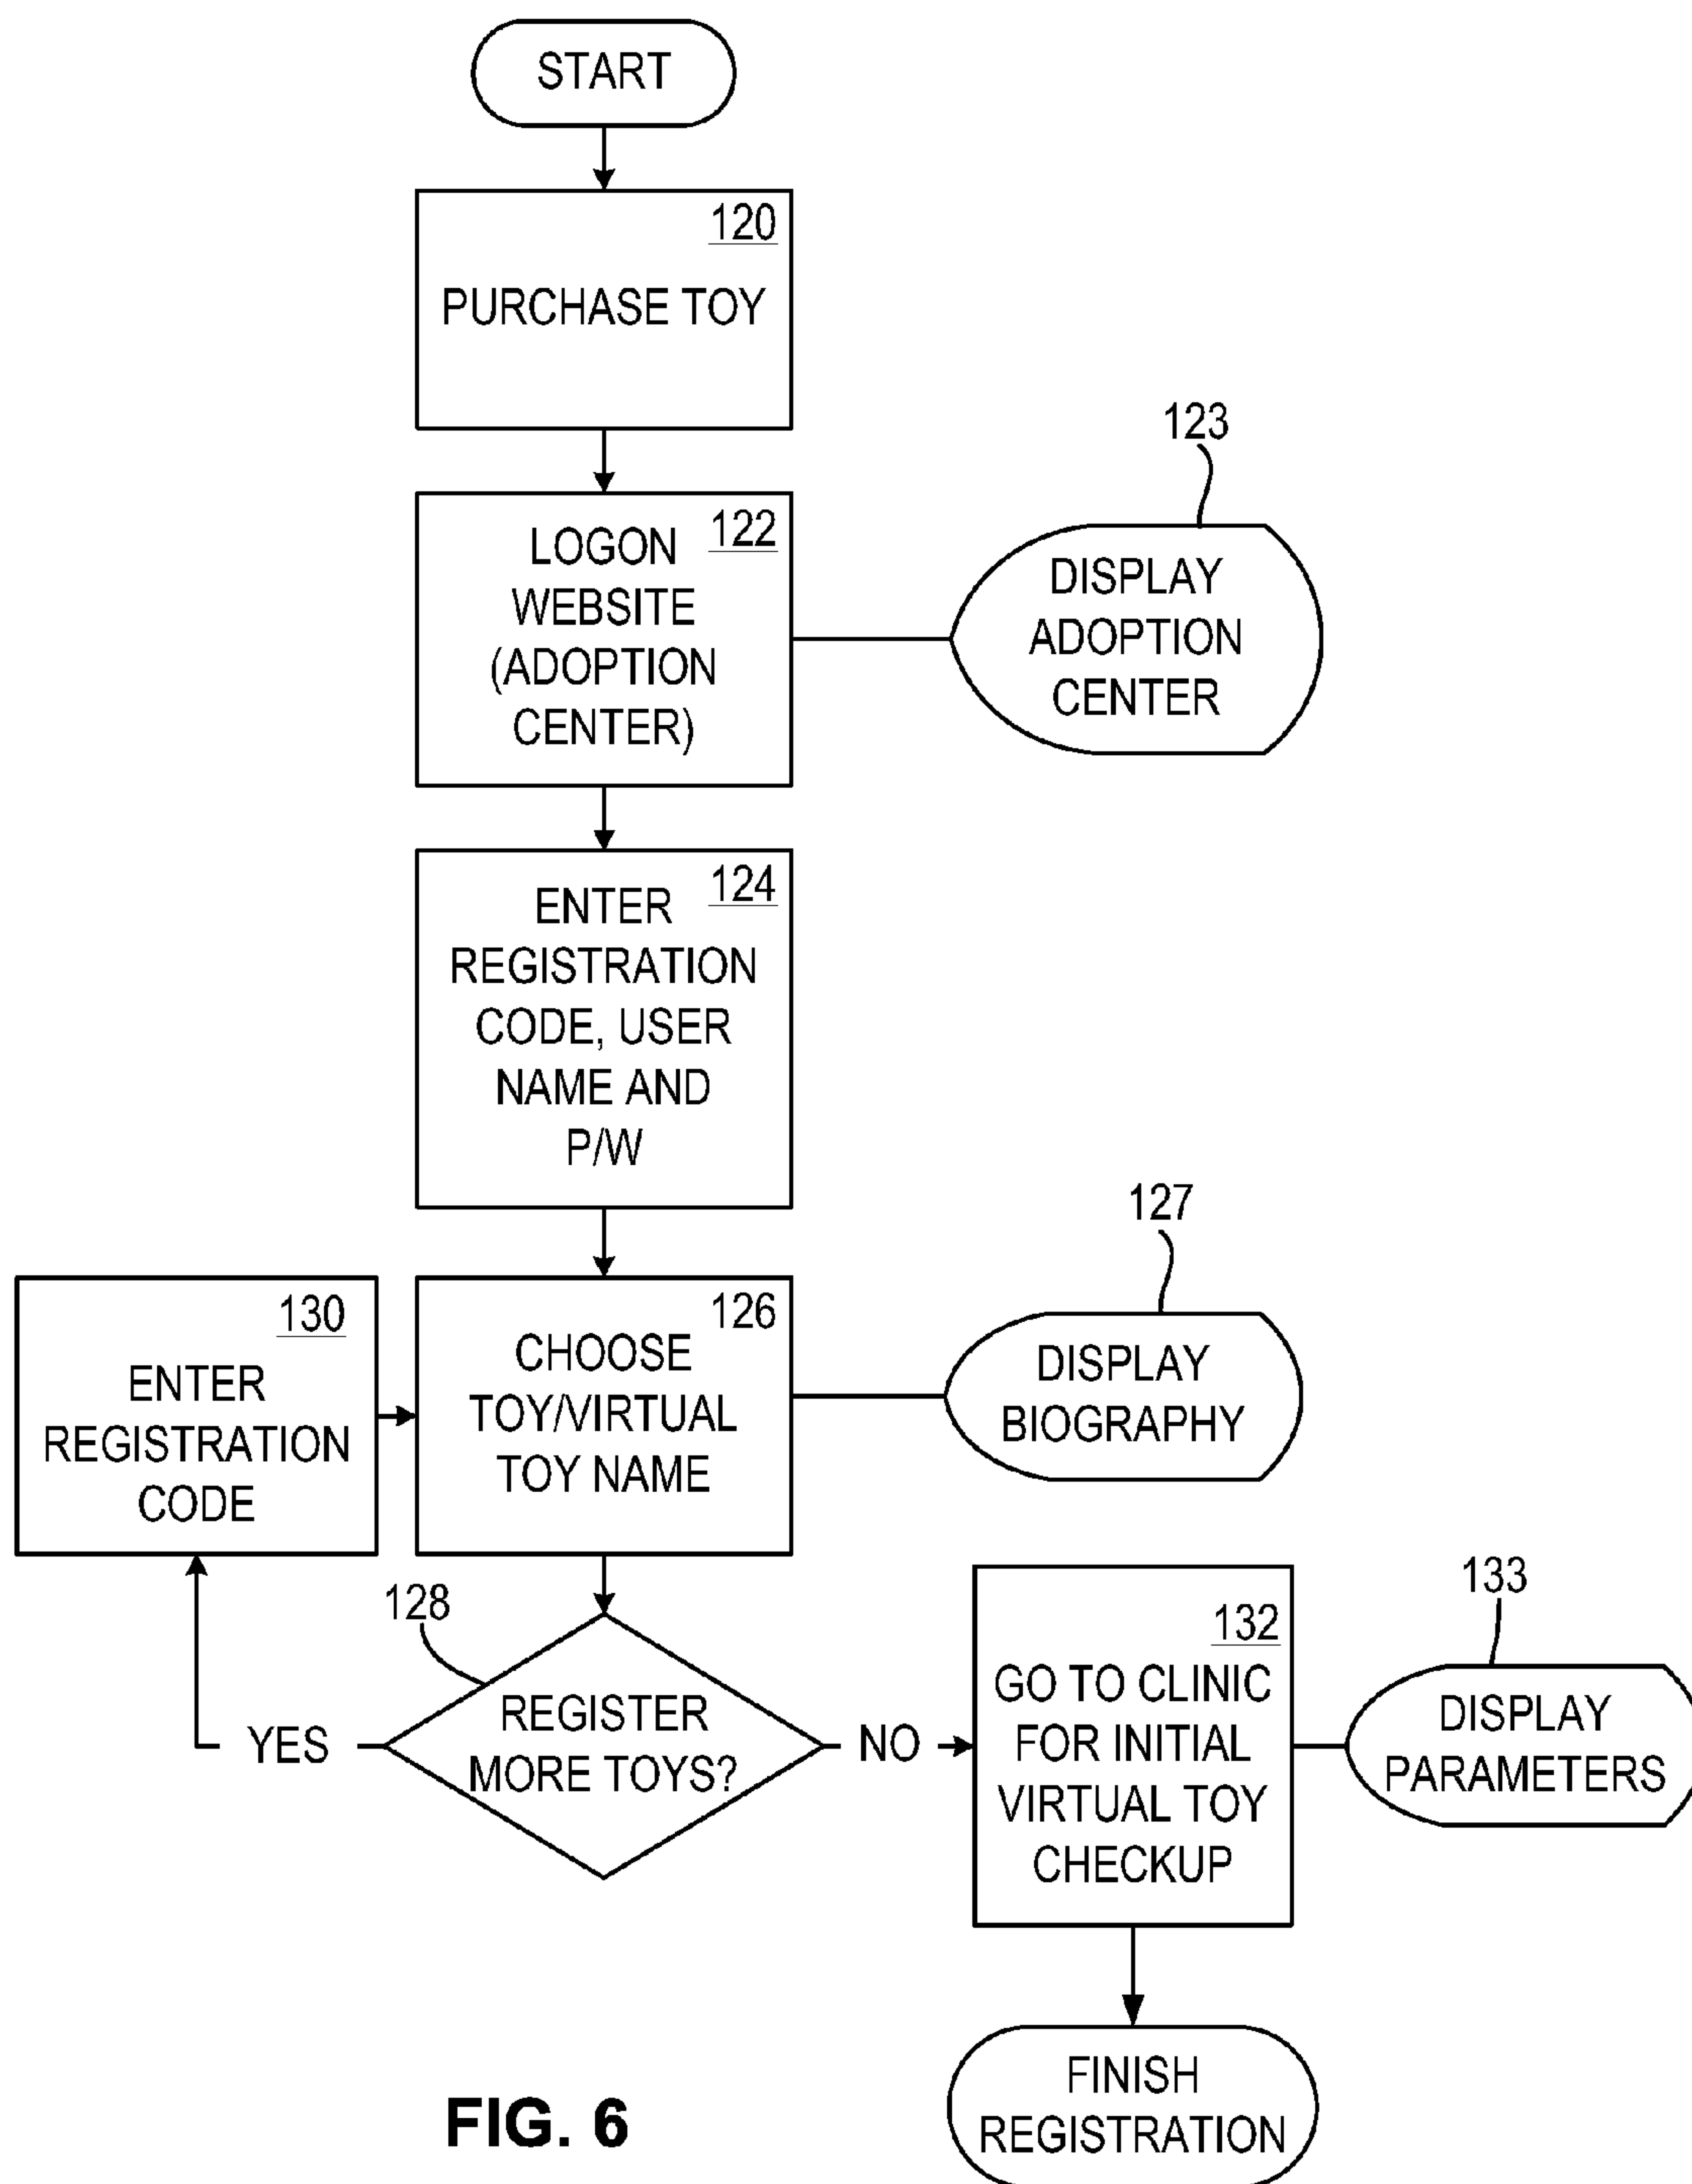 START
120
PURCHASE TOY
123
122
LOGON
WEBSITE
(ADOPTION
CENTER)
DISPLAY
ADOPTION
CENTER
124
ENTER
REGISTRATION
CODE, USER
NAME AND
P/W
127
130
ENTER
REGISTRATION
CODE
126
CHOOSE
TOY/VIRTUAL
TOY NAME
DISPLAY
BIOGRAPHY
128
REGISTER
MORE TOYS?
YES
NO
132
GO TO CLINIC
FOR INITIAL
VIRTUAL TOY
CHECKUP
133
DISPLAY
PARAMETERS
FINISH
REGISTRATION
FIG. 6